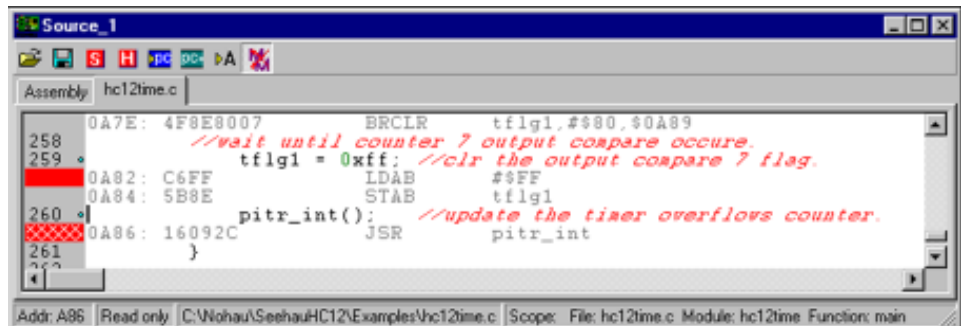 Source_1
S H pc pc A M
Assembly hc12time.c
0A7E: 4F8E8007 BRCLR tflg1,#$80,$0A89
258 //wait until counter 7 output compare occure.
259 tflg1 = 0xff; //clr the output compare 7 flag.
0A82: C6FF LDAB #$FF
0A84: 5B8E STAB tflg1
260 pitr_int(); //update the timer overflows counter.
0A86: 16092C JSR pitr_int
261 }
262
Addr: A86 Read only C:\Nohau\SeehauHC12\Examples\hc12time.c Scope: File: hc12time.c Module: hc12time Function: main